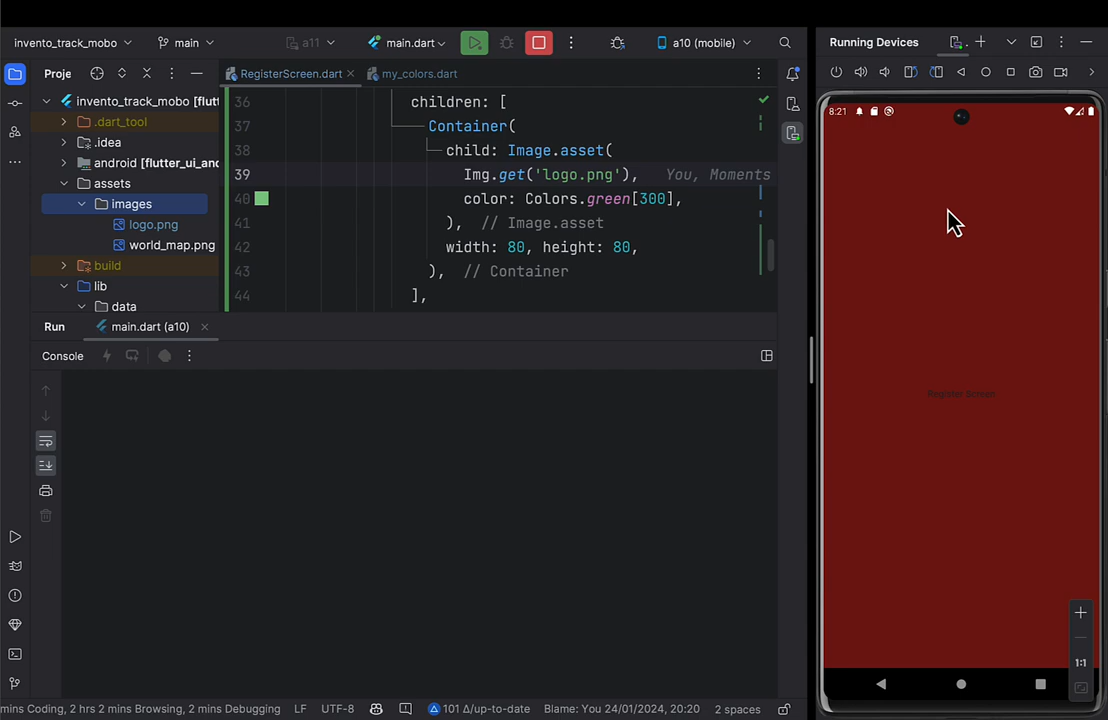 invento_track_mobo
main
a11
main.dart
a10 (mobile)
Running Devices
Proje
RegisterScreen.dart
my_colors.dart
invento_track_mobo [flut
.dart_tool
.idea
android [flutter_ui_anc
assets
images
logo.png
world_map.png
build
lib
data
36 children: [
37 Container(
38 child: Image.asset(
39 Img.get('logo.png'), You, Moments
40 color: Colors.green[300],
41 ), // Image.asset
42 width: 80, height: 80,
43 ), // Container
44 ],
8:21
Register Screen
1:1
Run
main.dart (a10)
Console
mins Coding, 2 hrs 2 mins Browsing, 2 mins Debugging
LF
UTF-8
101 Δ/up-to-date
Blame: You 24/01/2024, 20:20
2 spaces